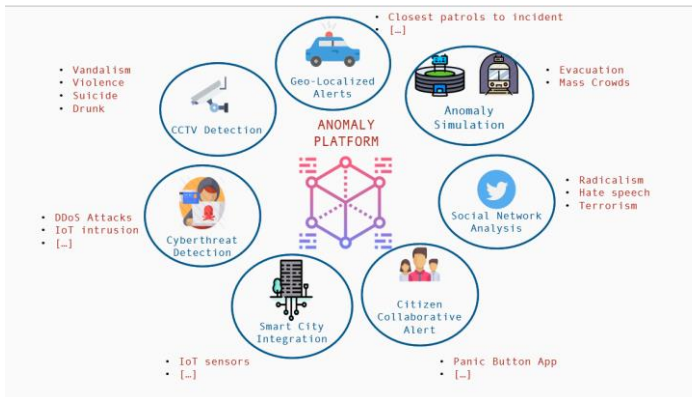 • Closest patrols to incident
• […]
Geo-Localized
Alerts
• Vandalism
• Violence
• Suicide
• Drunk
CCTV Detection
• Evacuation
• Mass Crowds
Anomaly
Simulation
ANOMALY
PLATFORM
• Radicalism
• Hate speech
• Terrorism
Social Network
Analysis
• DDoS Attacks
• IoT intrusion
• […]
Cyberthreat
Detection
Citizen
Collaborative
Alert
Smart City
Integration
• IoT sensors
• […]
• Panic Button App
• […]